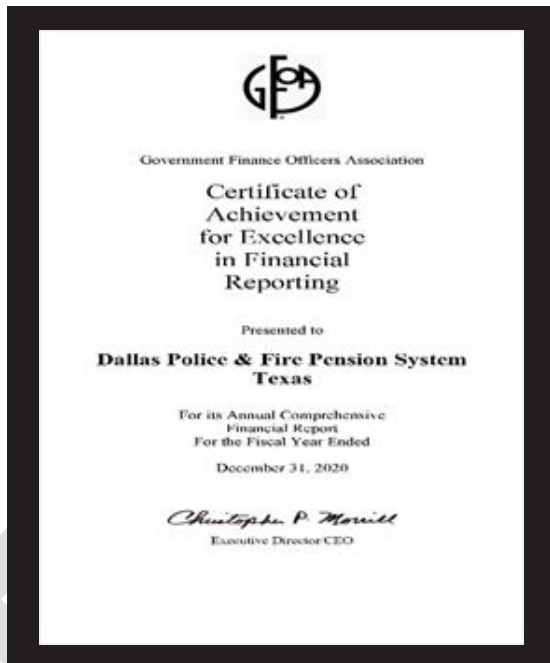 GFOA
Government Finance Officers Association
Certificate of
Achievement
for Excellence
in Financial
Reporting
Presented to
Dallas Police & Fire Pension System
Texas
For its Annual Comprehensive
Financial Report
For the Fiscal Year Ended
December 31, 2020
Christopher P. Morrill
Executive Director/CEO